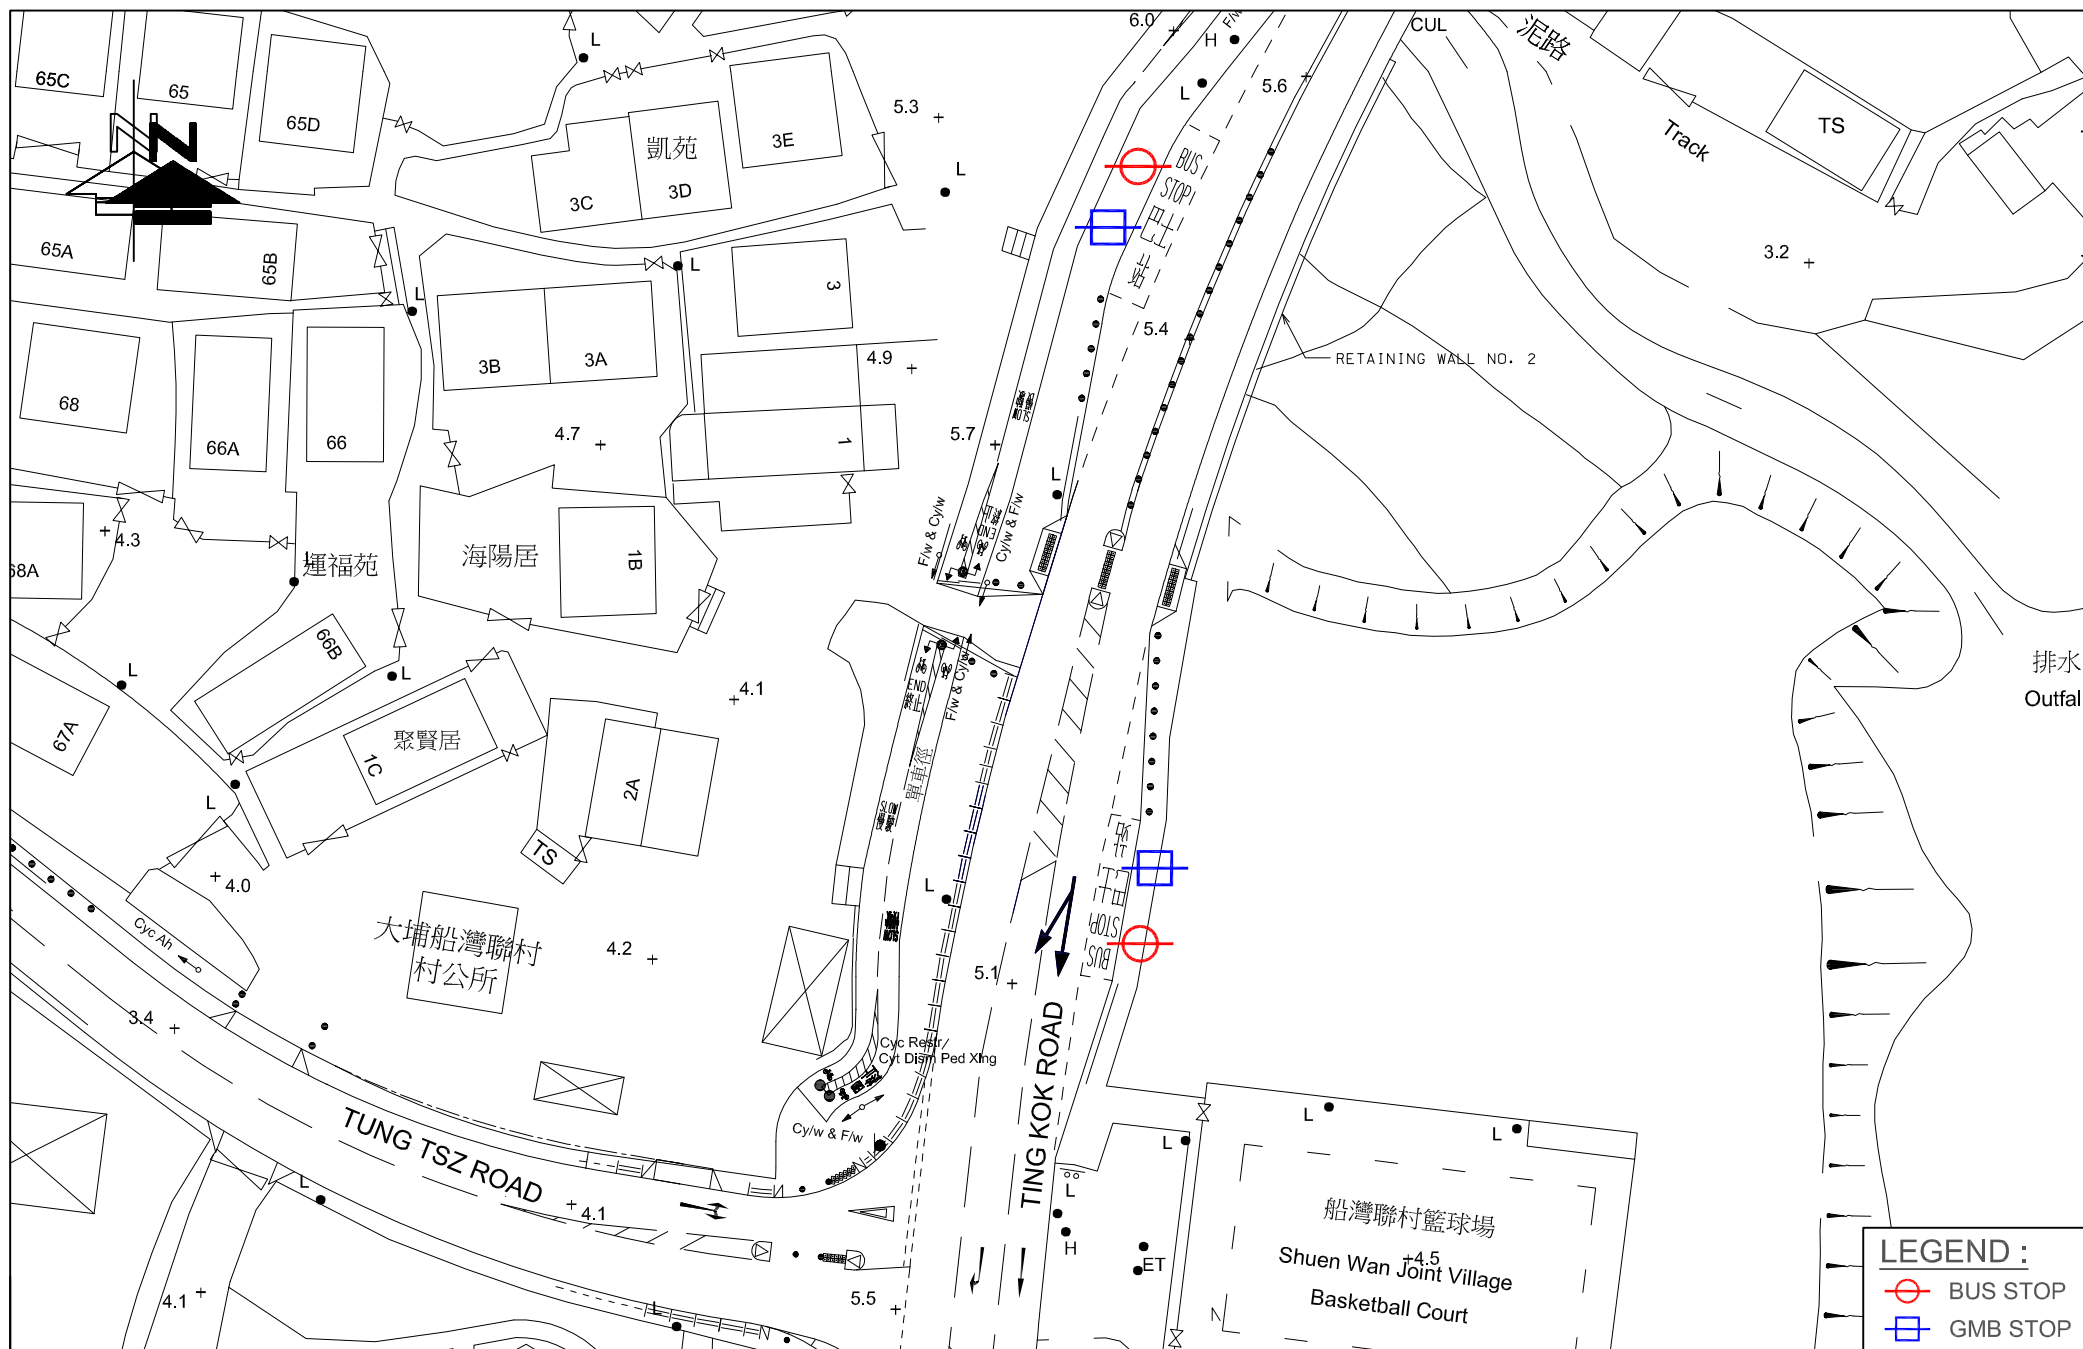 6.0
H
F/w
CUL
泥路
L
65C
65
65D
5.3
5.6
L
Track
TS
3E
凱苑
3D
3C
L
BUS
STOP
巴士
站
N
65A
65B
L
L
3
3.2
5.4
RETAINING WALL NO. 2
3B
3A
4.9
68
66A
66
4.7
1
5.7
L
F/w & Cy/w
Cy/w & F/w
4.3
運福苑
海陽居
1B
68A
66B
L
L
4.1
END
F/w & Cy/w
排水
Outfal
67A
1C
聚賢居
2A
單車徑
TS
L
4.0
Cyc Ah
大埔船灣聯村
村公所
4.2
L
5.1
站
巴士
STOP
BUS
3.4
Cyc Restr/
Cyt Dism Ped Xing
Cy/w & F/w
TING KOK ROAD
TUNG TSZ ROAD
L
L
L
L
L
4.1
H
ET
船灣聯村籃球場
4.5
Shuen Wan Joint Village
Basketball Court
4.1
L
5.5
LEGEND :
BUS STOP
GMB STOP